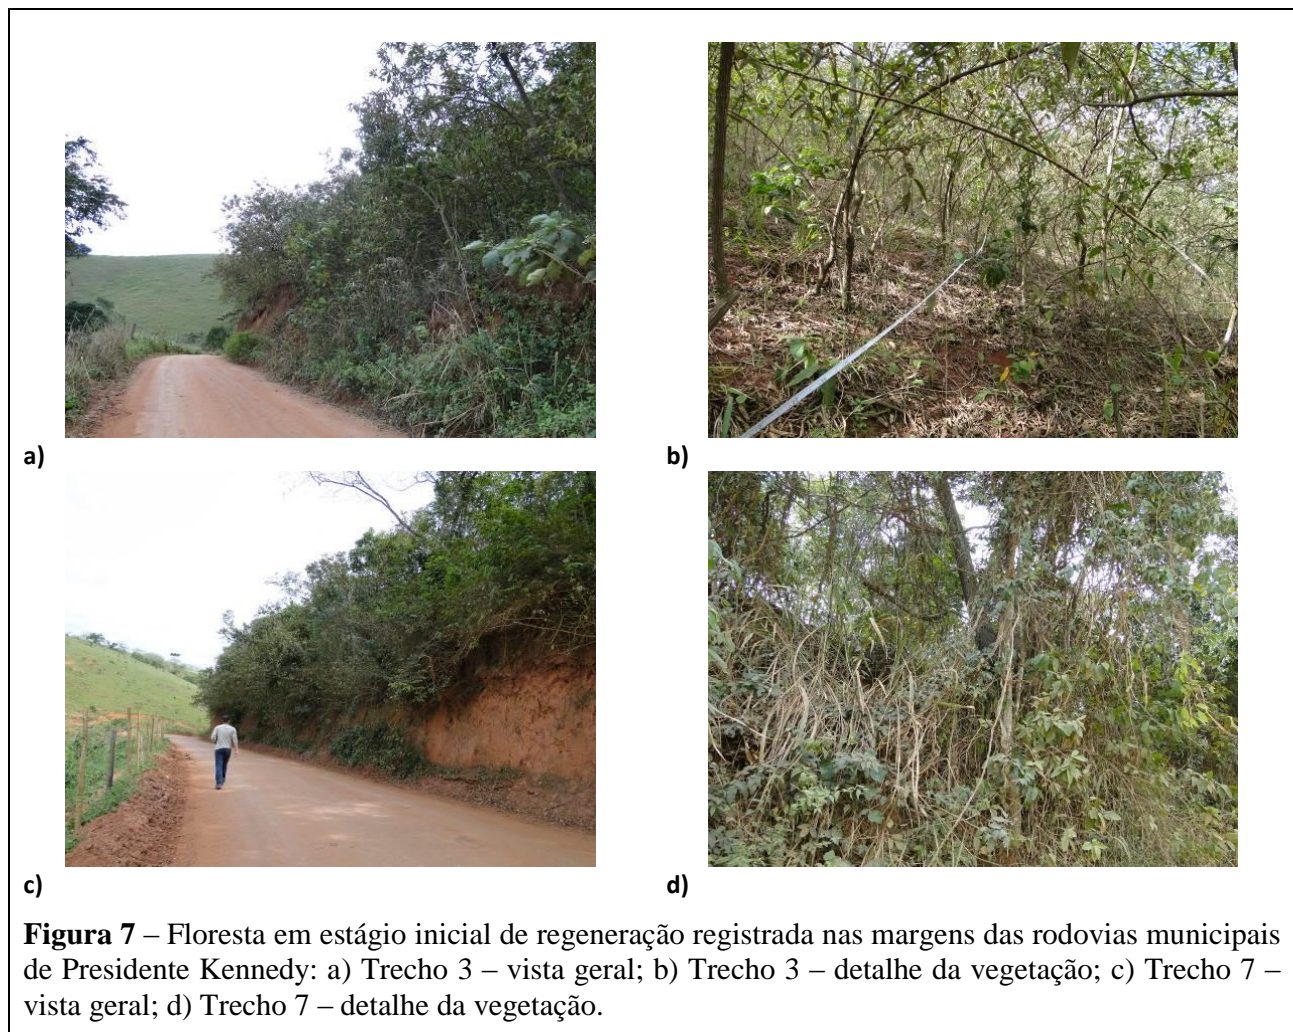 a)
b)
c)
d)
Figura 7 – Floresta em estágio inicial de regeneração registrada nas margens das rodovias municipais
de Presidente Kennedy: a) Trecho 3 – vista geral; b) Trecho 3 – detalhe da vegetação; c) Trecho 7 –
vista geral; d) Trecho 7 – detalhe da vegetação.